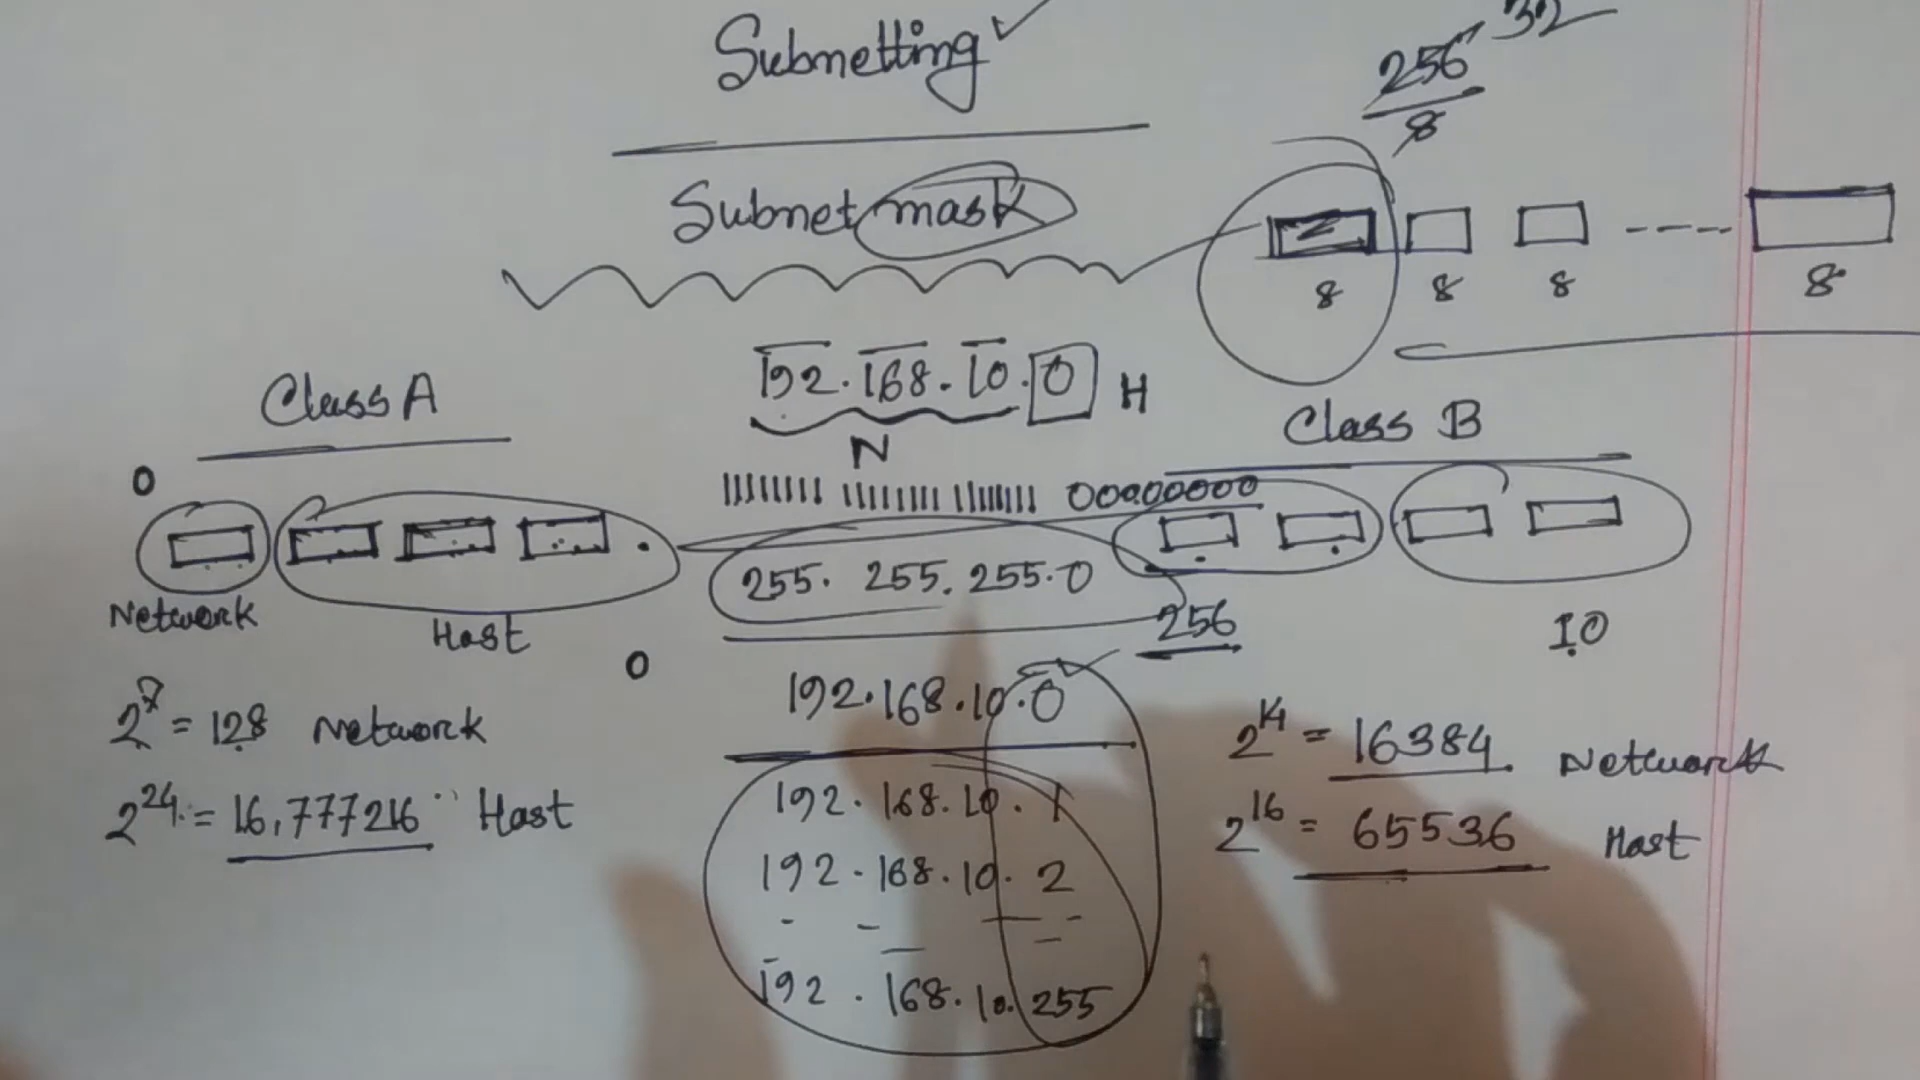 Subnetting
256 32
8
Subnet mask
8 8 8 ---- 8
192.168.10.0 H
N
Class A
Class B
0
11111111 11111111 11111111 00000000
255.255.255.0
Network
Host
0
256
10
192.168.10.0
2^7 = 128 Network
2^24 = 16,777216 Host
192.168.10.1
192.168.10.2
192.168.10.255
2^14 = 16384 Network
2^16 = 65536 Host